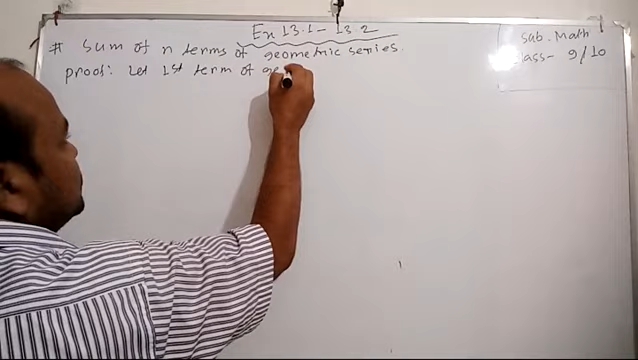 Ex 13.1 - 13.2
# Sum of n terms of geometric series.
proof: Let 1st term of ge
Sub. Math
Class- 9/10